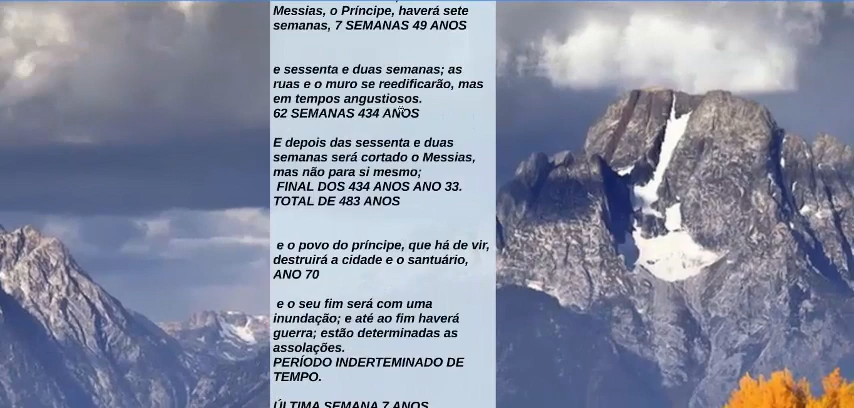 Messias, o Príncipe, haverá sete
semanas, 7 SEMANAS 49 ANOS
e sessenta e duas semanas; as
ruas e o muro se reedificarão, mas
em tempos angustiosos.
62 SEMANAS 434 ANOS
E depois das sessenta e duas
semanas será cortado o Messias,
mas não para si mesmo;
FINAL DOS 434 ANOS ANO 33.
TOTAL DE 483 ANOS
e o povo do príncipe, que há de vir,
destruirá a cidade e o santuário,
ANO 70
e o seu fim será com uma
inundação; e até ao fim haverá
guerra; estão determinadas as
assolações.
PERÍODO INDERTEMINADO DE
TEMPO.
ÚLTIMA SEMANA 7 ANOS